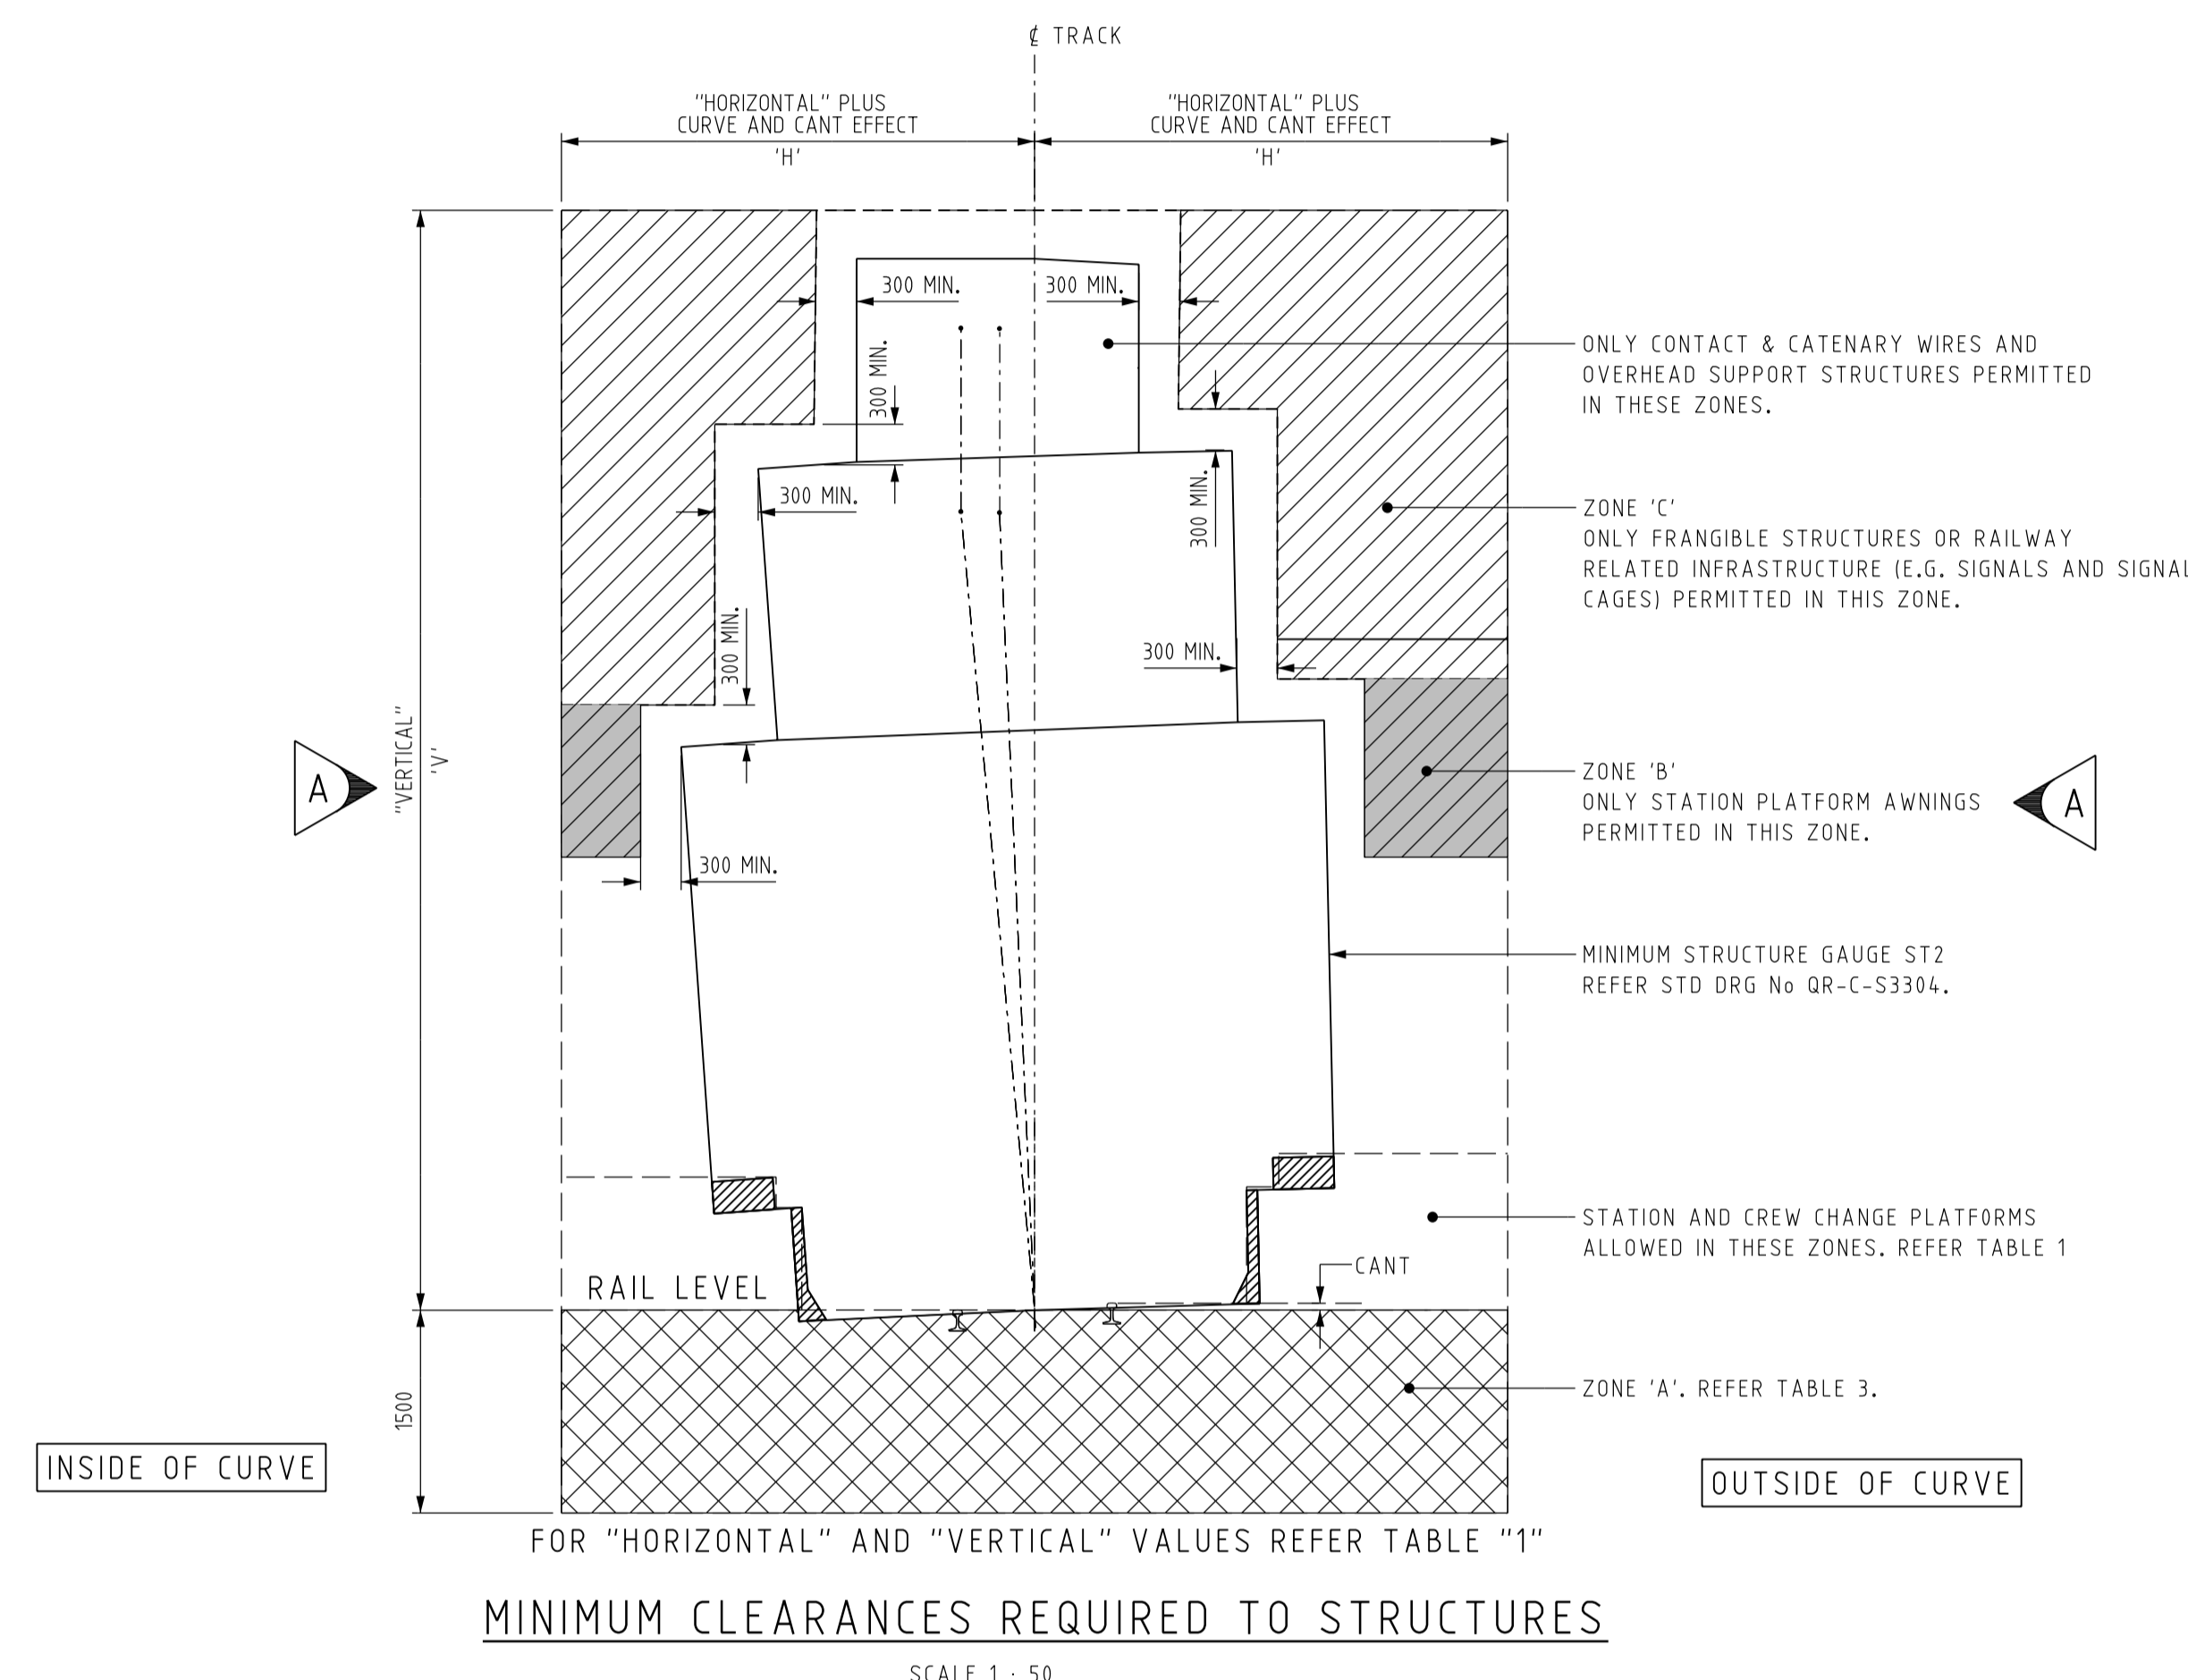 ℄ TRACK
"HORIZONTAL" PLUS
CURVE AND CANT EFFECT
'H'
"HORIZONTAL" PLUS
CURVE AND CANT EFFECT
'H'
300 MIN.
300 MIN.
300 MIN.
ONLY CONTACT & CATENARY WIRES AND
OVERHEAD SUPPORT STRUCTURES PERMITTED
IN THESE ZONES.
300 MIN.
300 MIN.
ZONE 'C'
ONLY FRANGIBLE STRUCTURES OR RAILWAY
RELATED INFRASTRUCTURE (E.G. SIGNALS AND SIGNAL
CAGES) PERMITTED IN THIS ZONE.
300 MIN.
300 MIN.
"VERTICAL"
'V'
A
ZONE 'B'
ONLY STATION PLATFORM AWNINGS
PERMITTED IN THIS ZONE.
A
300 MIN.
MINIMUM STRUCTURE GAUGE ST2
REFER STD DRG No QR-C-S3304.
STATION AND CREW CHANGE PLATFORMS
ALLOWED IN THESE ZONES. REFER TABLE 1
CANT
RAIL LEVEL
1500
ZONE 'A'. REFER TABLE 3.
INSIDE OF CURVE
OUTSIDE OF CURVE
FOR "HORIZONTAL" AND "VERTICAL" VALUES REFER TABLE "1"
MINIMUM CLEARANCES REQUIRED TO STRUCTURES
SCALE 1 : 50